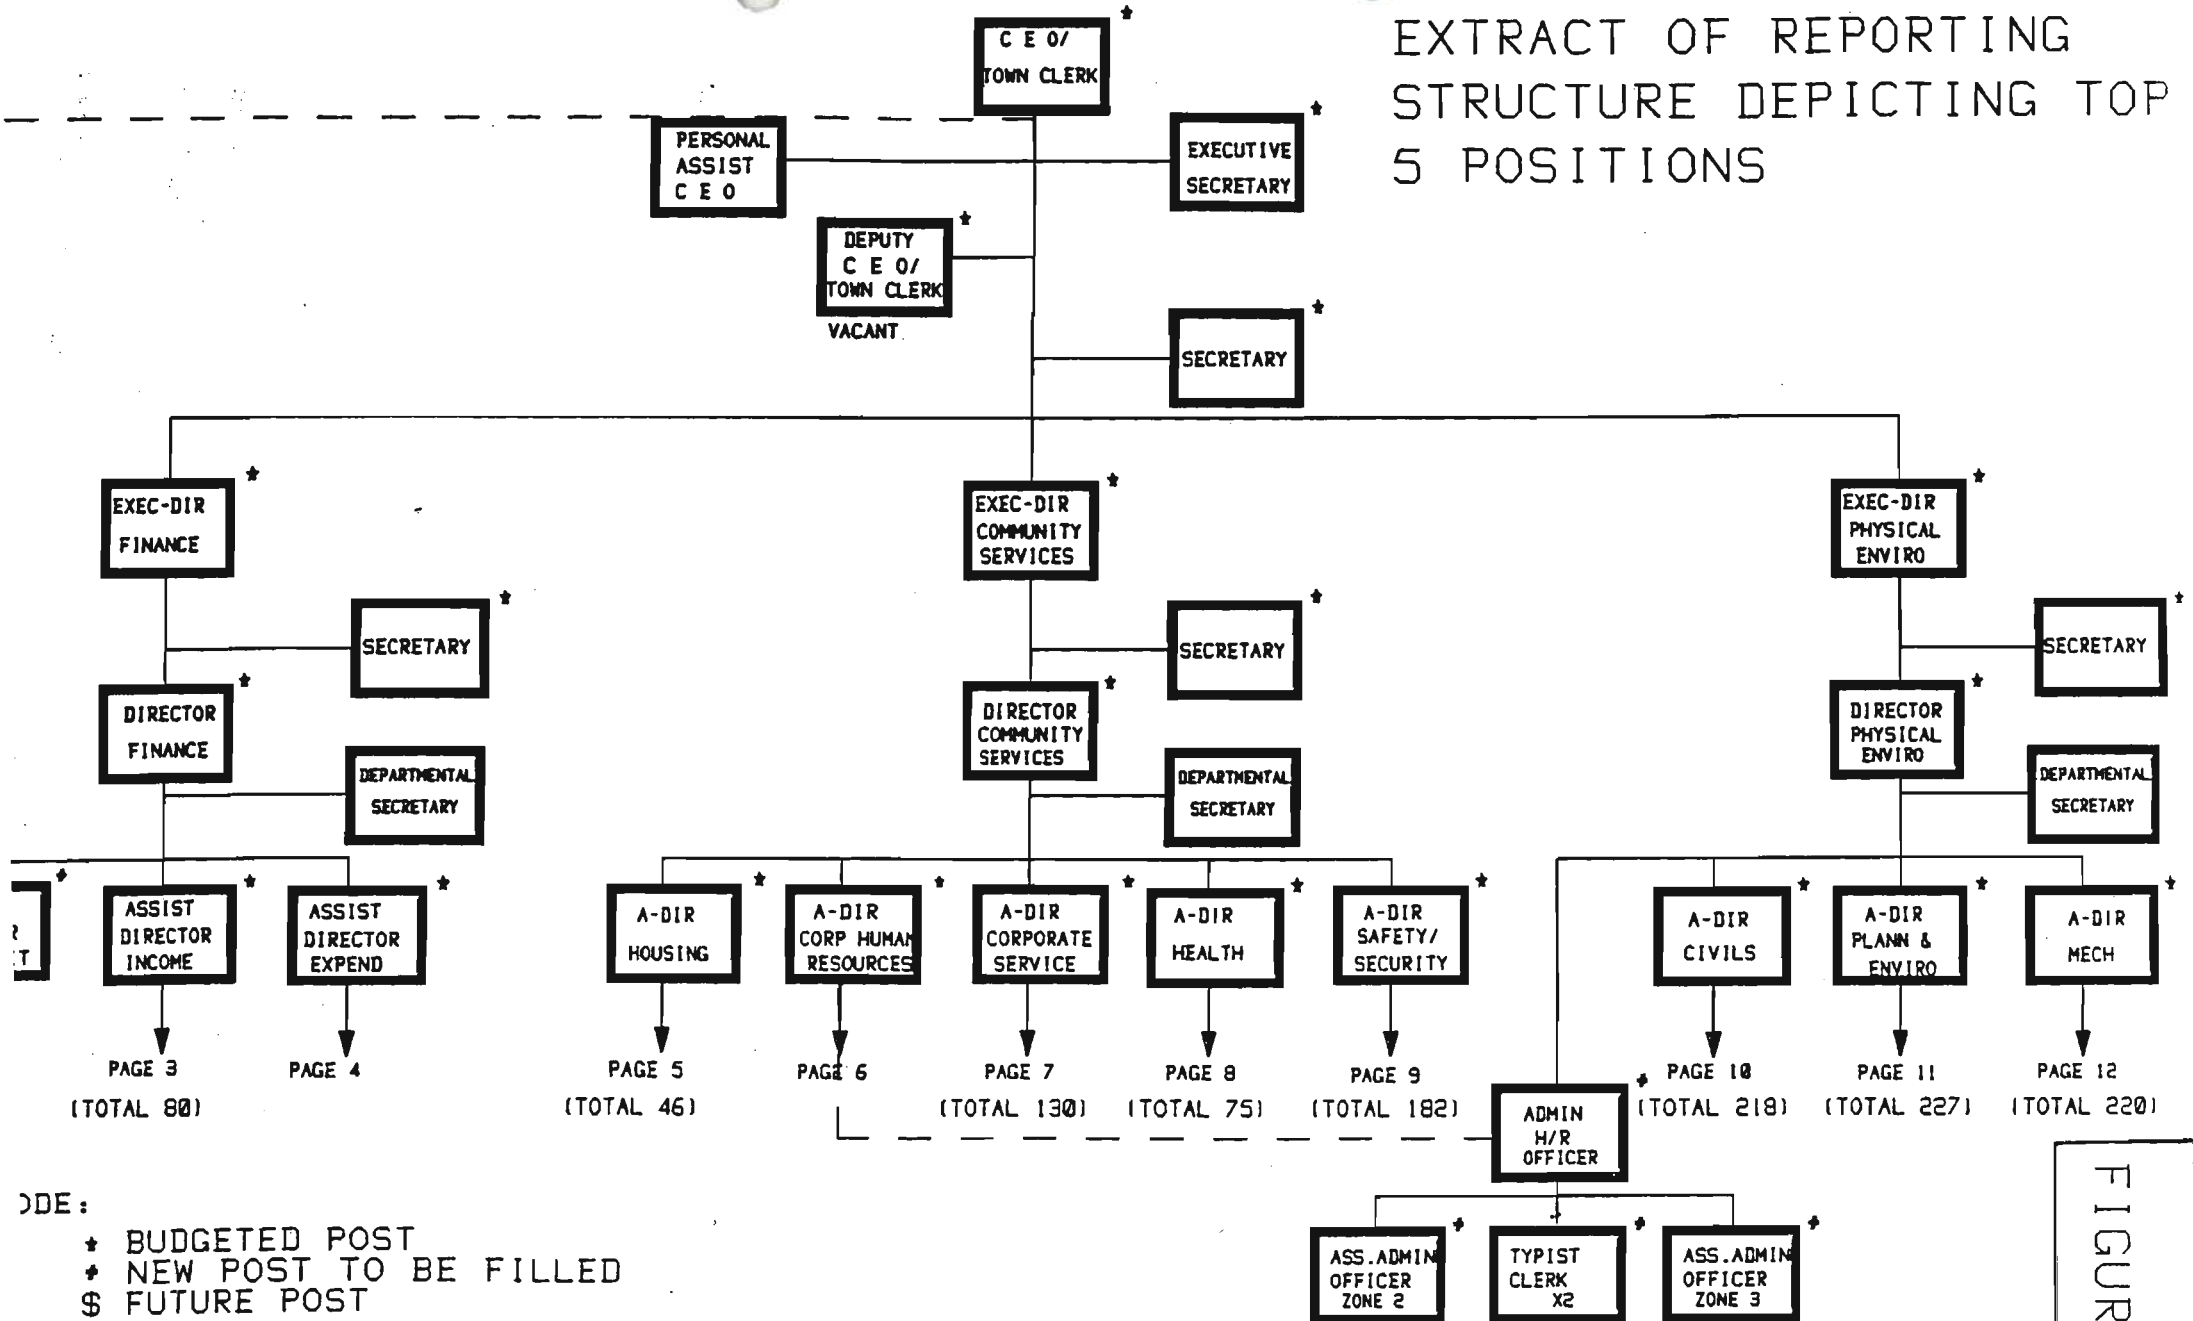 EXTRACT OF REPORTING
STRUCTURE DEPICTING TOP
5 POSITIONS
C E O/
TOWN CLERK
PERSONAL
ASSIST
C E O
EXECUTIVE
SECRETARY
DEPUTY
C E O/
TOWN CLERK
VACANT
SECRETARY
EXEC-DIR
FINANCE
EXEC-DIR
COMMUNITY
SERVICES
EXEC-DIR
PHYSICAL
ENVIRO
SECRETARY
SECRETARY
SECRETARY
DIRECTOR
FINANCE
DIRECTOR
COMMUNITY
SERVICES
DIRECTOR
PHYSICAL
ENVIRO
DEPARTMENTAL
SECRETARY
DEPARTMENTAL
SECRETARY
DEPARTMENTAL
SECRETARY
ASSIST
DIRECTOR
INCOME
ASSIST
DIRECTOR
EXPEND
A-DIR
HOUSING
A-DIR
CORP HUMAN
RESOURCES
A-DIR
CORPORATE
SERVICE
A-DIR
HEALTH
A-DIR
SAFETY/
SECURITY
A-DIR
CIVILS
A-DIR
PLANN &
ENVIRO
A-DIR
MECH
PAGE 3
(TOTAL 80)
PAGE 4
PAGE 5
(TOTAL 46)
PAGE 6
PAGE 7
(TOTAL 130)
PAGE 8
(TOTAL 75)
PAGE 9
(TOTAL 182)
PAGE 10
(TOTAL 218)
PAGE 11
(TOTAL 227)
PAGE 12
(TOTAL 220)
ADMIN
H/R
OFFICER
ASS.ADMIN
OFFICER
ZONE 2
TYPIST
CLERK
X2
ASS.ADMIN
OFFICER
ZONE 3
ODE:
* BUDGETED POST
NEW POST TO BE FILLED
$ FUTURE POST
FIGUR